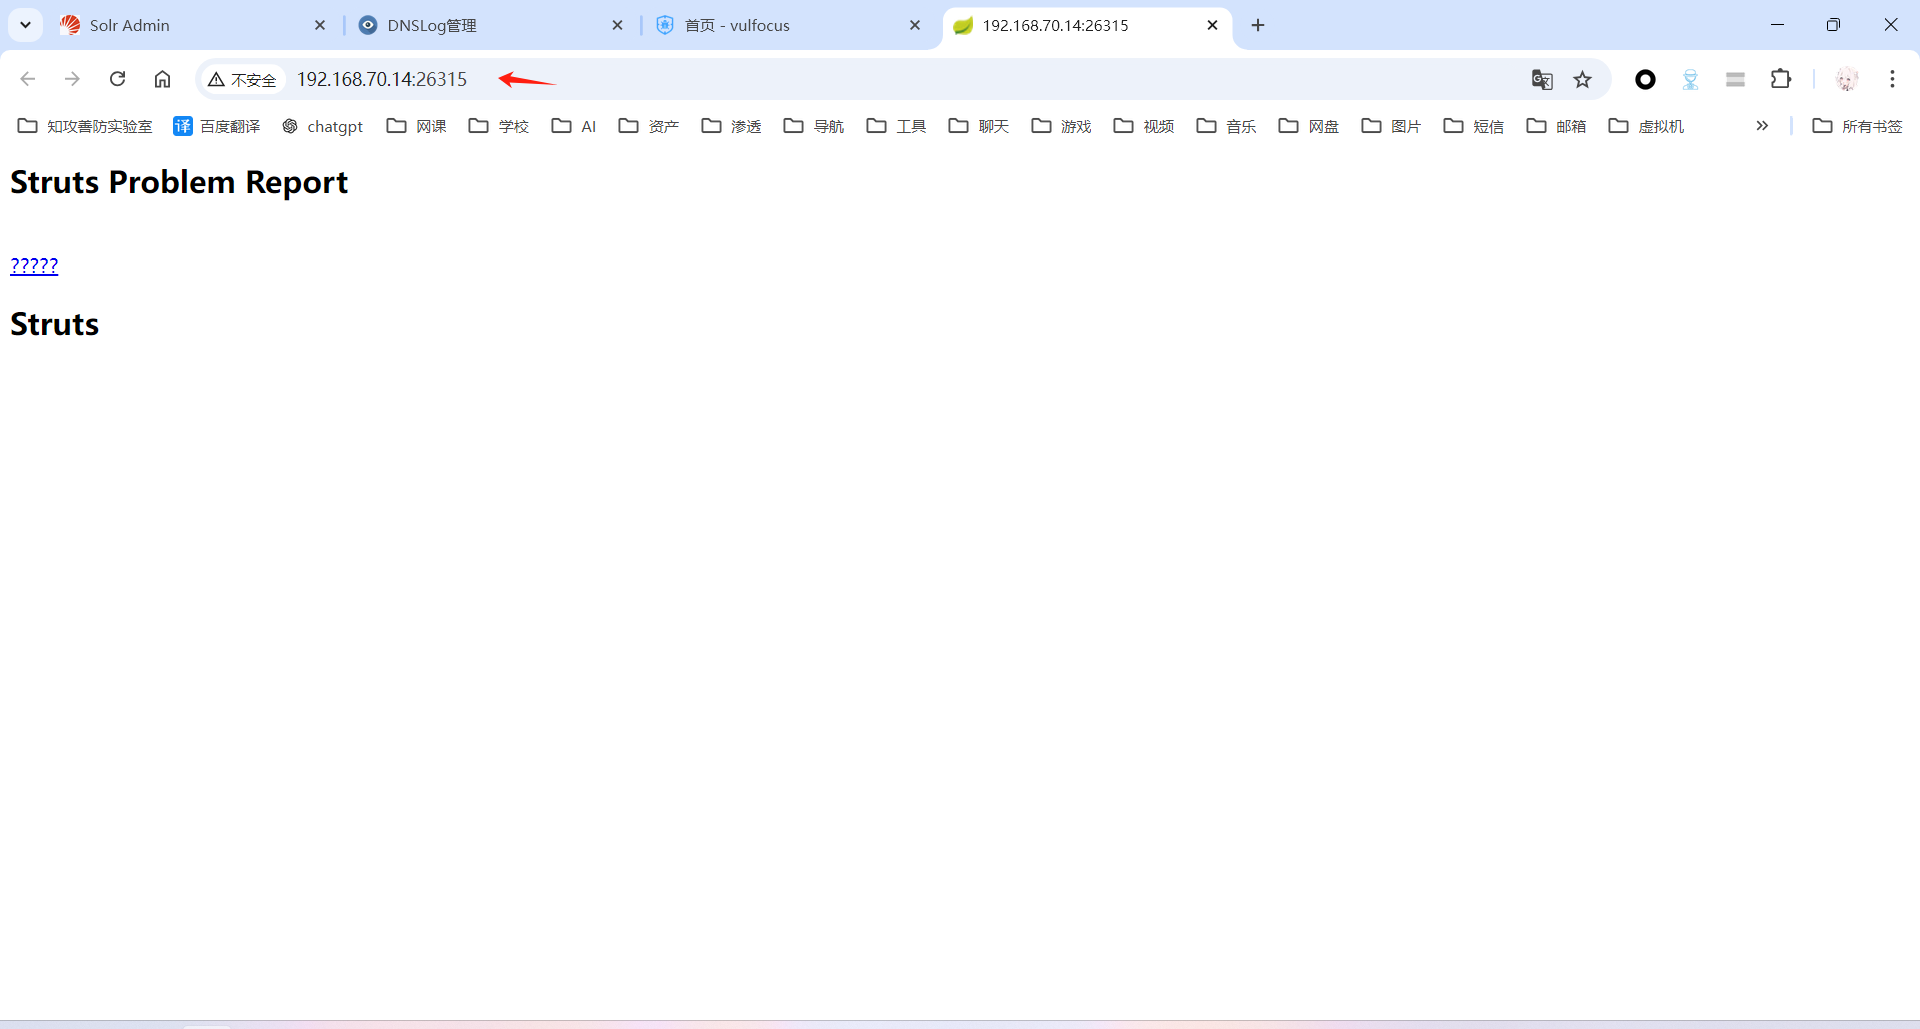 Solr Admin
DNSLog管理
首页 - vulfocus
192.168.70.14:26315
不安全
192.168.70.14:26315
知攻善防实验室
译 百度翻译
chatgpt
网课
学校
AI
资产
渗透
导航
工具
聊天
游戏
视频
音乐
网盘
图片
短信
邮箱
虚拟机
所有书签
Struts Problem Report
?????
Struts